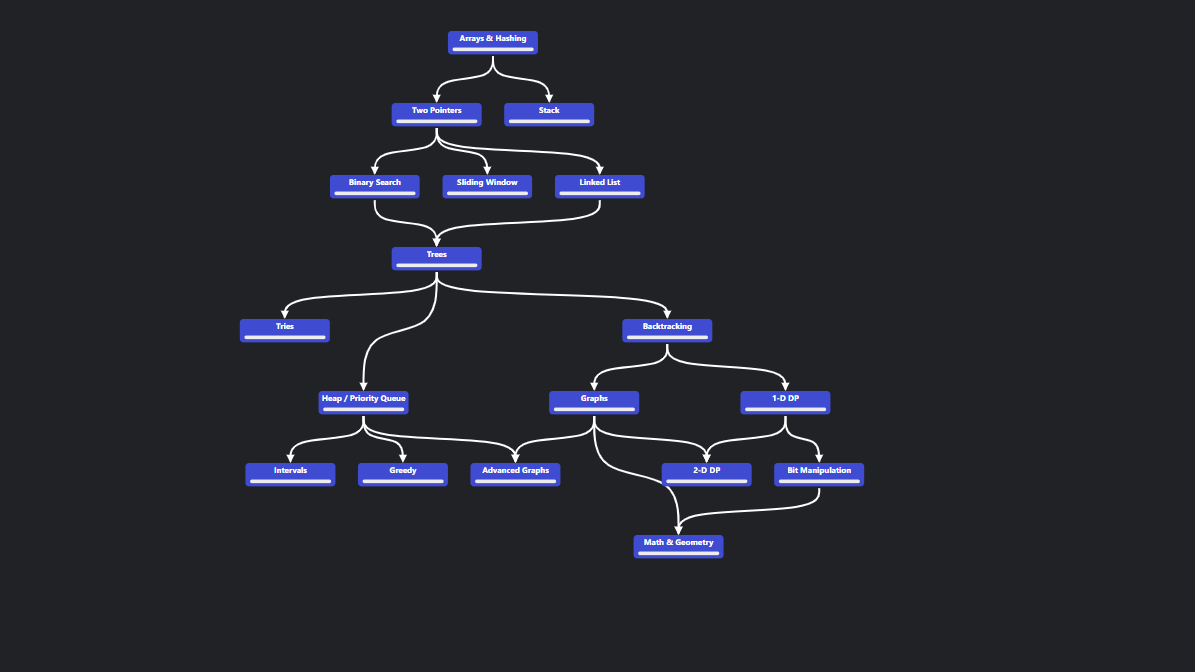 Arrays & Hashing
Two Pointers
Stack
Binary Search
Sliding Window
Linked List
Trees
Tries
Backtracking
Heap / Priority Queue
Graphs
1-D DP
Intervals
Greedy
Advanced Graphs
2-D DP
Bit Manipulation
Math & Geometry